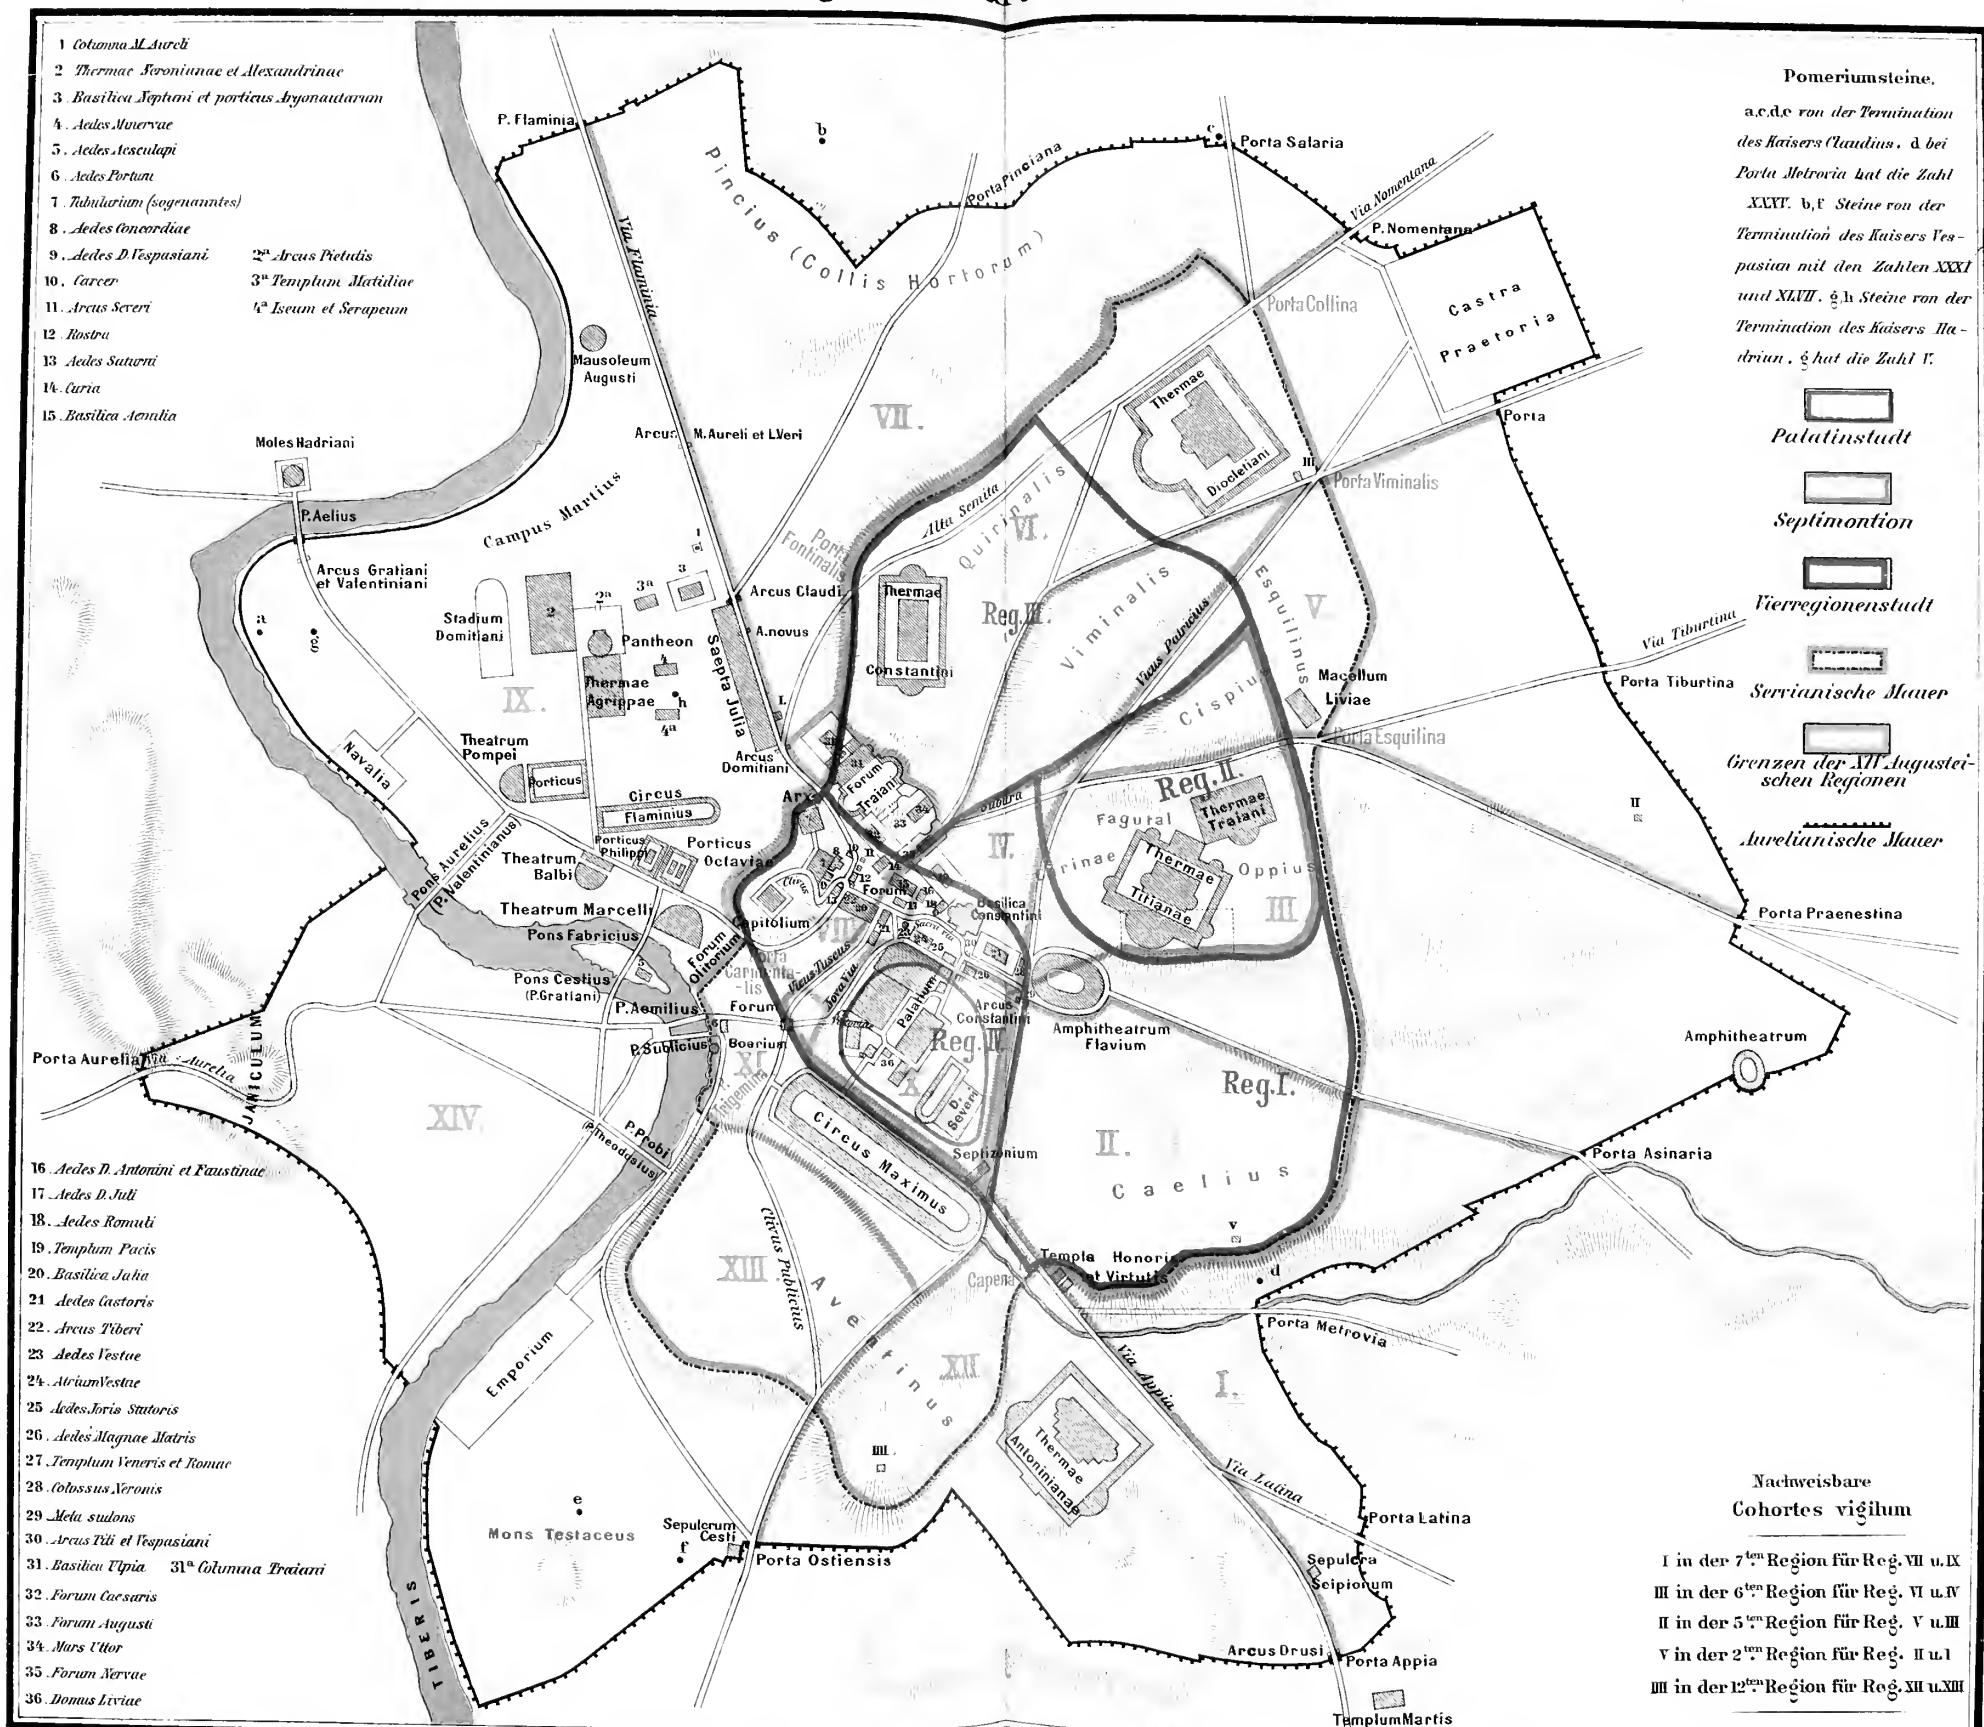 1 Columna M. Aureli
2 Thermae Neronianae et Alexandrinae
3 Basilica Neptuni et porticus Argonautarum
4. Aedes Minervae
5. Aedes Aesculapi
6. Aedes Portuni
7. Tabularium (sogenanntes)
8. Aedes Concordiae
9. Aedes D. Vespasiani
10. Carcer
11. Arcus Severi
12 Rostra
13 Aedes Saturni
14. Curia
15. Basilica Aemilia
2ª Arcus Pietatis
3ª Templum Matidiae
4ª Iseum et Serapeum
Pomeriumsteine.
a,c,d,e von der Termination
des Kaisers Claudius. d bei
Porta Metrovia hat die Zahl
XXXV. b,f Steine von der
Termination des Kaisers Ves-
pasian mit den Zahlen XXXI
und XLVII. g,h Steine von der
Termination des Kaisers Ha-
drian. g hat die Zahl V.
Palatinstadt
Septimontion
Vierregionenstadt
Servianische Mauer
Grenzen der XIV Augustei-
schen Regionen
Aurelianische Mauer
P. Flaminia
b
c
Porta Salaria
Porta Pinciana
Pincius (Collis Hortorum)
Via Flaminia
Via Nomentana
P. Nomentana
Porta Collina
Castra
Praetoria
Mausoleum
Augusti
VII.
Thermae
Diocletiani
Porta
III
Porta Viminalis
Arcus M. Aureli et L. Veri
Moles Hadriani
P. Aelius
Campus Martius
Alta Semita
Quirinalis
VI.
Porta
Fontinalis
Arcus Gratiani
et Valentiniani
1
3
3ª
2ª
2
Arcus Claudi
Thermae
Constantini
Reg. III.
Viminalis
Vicus Patricius
Esquilinus
V
Stadium
Domitiani
a
g
Pantheon
A. novus
4
Thermae
Agrippae
h
4ª
Saepta Julia
I.
IX.
Cispius
Macellum
Liviae
Via Tiburtina
Porta Tiburtina
Porta Esquilina
Theatrum
Pompei
Porticus
Navalia
Arcus
Domitiani
Circus
Flaminius
Arx
31
Forum
Traiani
33
34
Subura
Reg. II.
Thermae
Traiani
Fagutal
II
Pons Aurelius
(P. Valentinianus)
Theatrum
Balbi
Porticus
Philippi
Porticus
Octaviae
IV.
Thermae
Titianae
Oppius
III
Clivus
Forum
Basilica
Constantini
Theatrum Marcelli
Pons Fabricius
Capitolium
VIII
Sacra via
Porta Praenestina
Forum
Olitorium
Porta
Carmenta-
lis
Vicus Tuscus
Nova Via
Pons Cestius
(P. Gratiani)
5
P. Aemilius
Forum
Boarium
6
P. Sublicius
Palatium
Arcus
Constantini
Amphitheatrum
Flavium
Amphitheatrum
Reg. IV.
Reg. I.
Porta Aurelia
Via Aurelia
JANICULUM
XIV.
XI.
P. Trigemina
36
X.
D.
Severi
Circus Maximus
Septizonium
II.
Caelius
P. Probi
(P. Theodosius)
Porta Asinaria
XIII
Clivus Publicius
Aventinus
Capena
Templa Honoris
et Virtutis
V
d
Porta Metrovia
Emporium
XII
Via Appia
I.
Thermae
Antoninianae
IIII.
Via Latina
Porta Latina
e
Mons Testaceus
Sepulcrum
Cesti
f
Porta Ostiensis
Sepulcra
Scipionum
Arcus Drusi
Porta Appia
Templum Martis
TIBERIS
16. Aedes D. Antonini et Faustinae
17. Aedes D. Juli
18. Aedes Romuli
19. Templum Pacis
20. Basilica Julia
21 Aedes Castoris
22. Arcus Tiberi
23 Aedes Vestae
24. Atrium Vestae
25 Aedes Jovis Statoris
26. Aedes Magnae Matris
27. Templum Veneris et Romae
28. Colossus Neronis
29 Meta sudans
30. Arcus Titi et Vespasiani
31. Basilica Ulpia 31ª Columna Traiani
32. Forum Caesaris
33. Forum Augusti
34. Mars Ultor
35. Forum Nervae
36. Domus Liviae
Nachweisbare
Cohortes vigilum
I in der 7ten Region für Reg. VII u. IX
III in der 6ten Region für Reg. VI u. IV
II in der 5ten Region für Reg. V u. III
V in der 2ten Region für Reg. II u. I
IIII in der 12ten Region für Reg. XII u. XIII